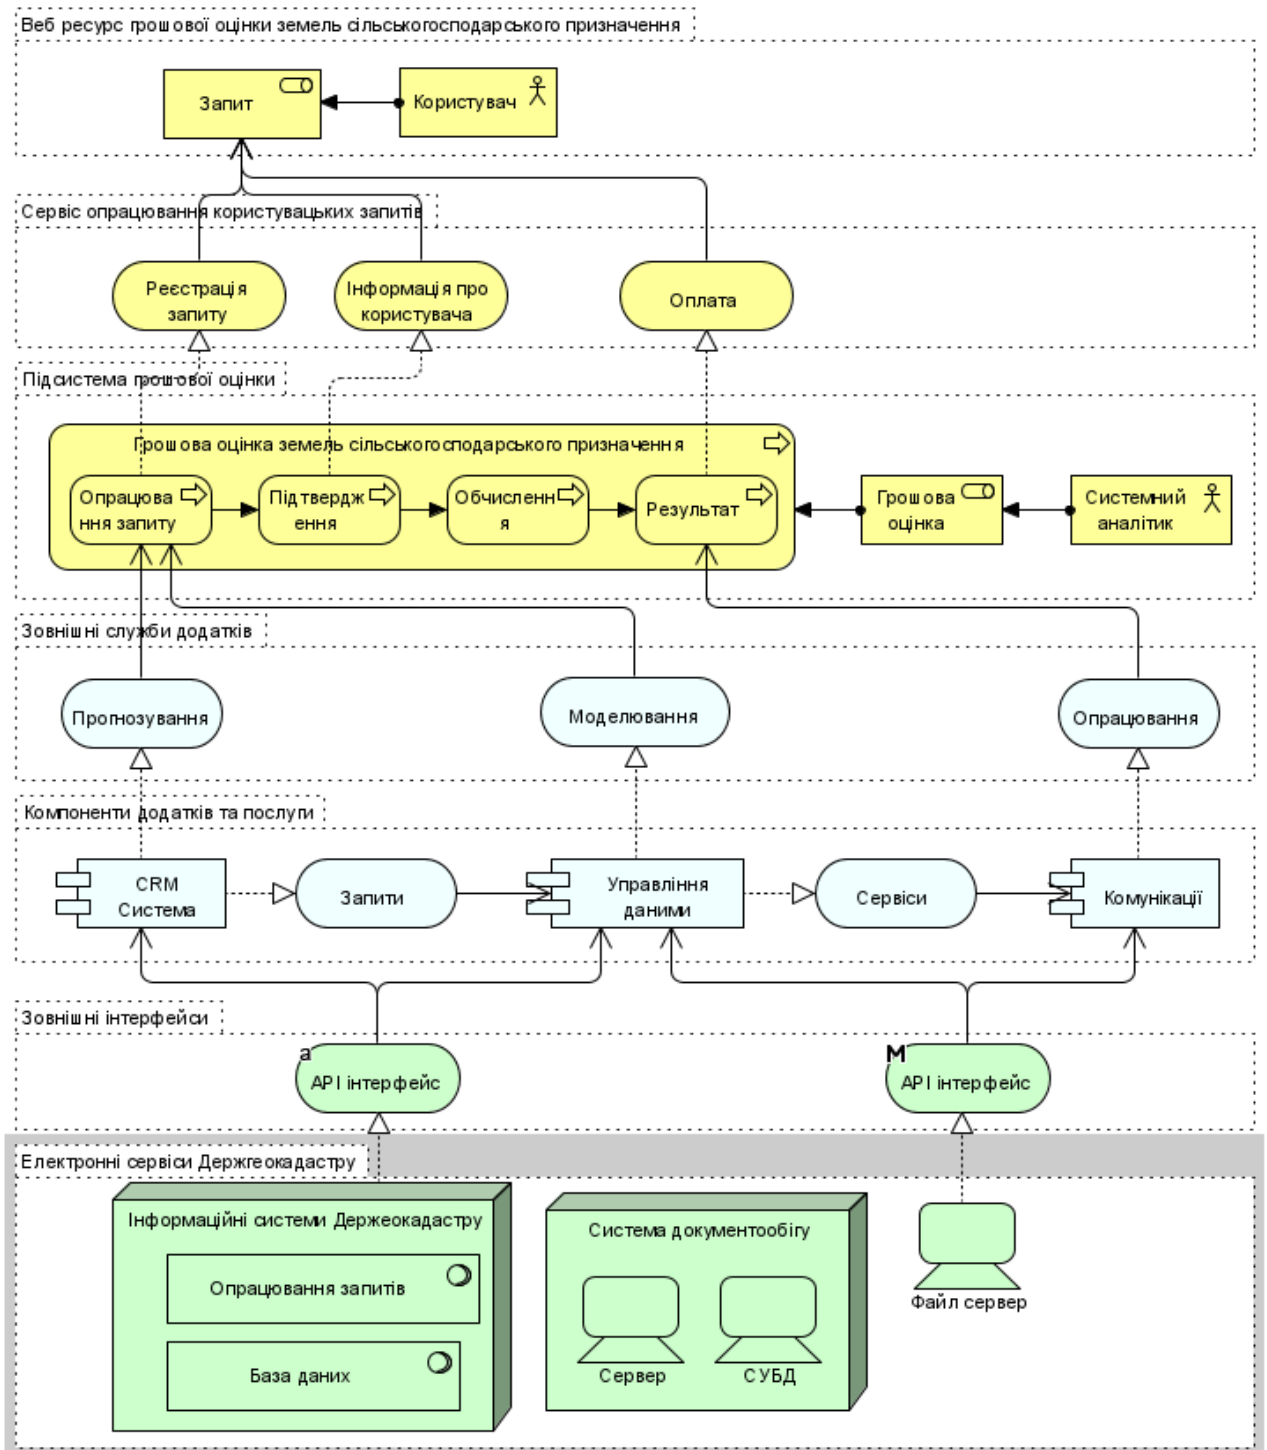 Веб ресурс грошової оцінки земель сільськогосподарського призначення
Запит
Користувач
Сервіс опрацювання користувацьких запитів
Реєстрація
запиту
Інформація про
користувача
Оплата
Підсистема грошової оцінки
Грошова оцінка земель сільськогосподарського призначення
Опрацюва
ння запиту
Підтвердж
ення
Обчисленн
я
Результат
Грошова
оцінка
Системний
аналітик
Зовнішні служби додатків
Прогнозування
Моделювання
Опрацювання
Компоненти додатків та послуги
CRM
Система
Запити
Управління
даними
Сервіси
Комунікації
Зовнішні інтерфейси
а
АРІ інтерфейс
М
АРІ інтерфейс
Електронні сервіси Держгеокадастру
Інформаційні системи Держеокадастру
Опрацювання запитів
База даних
Система документообігу
Сервер
СУБД
Файл сервер